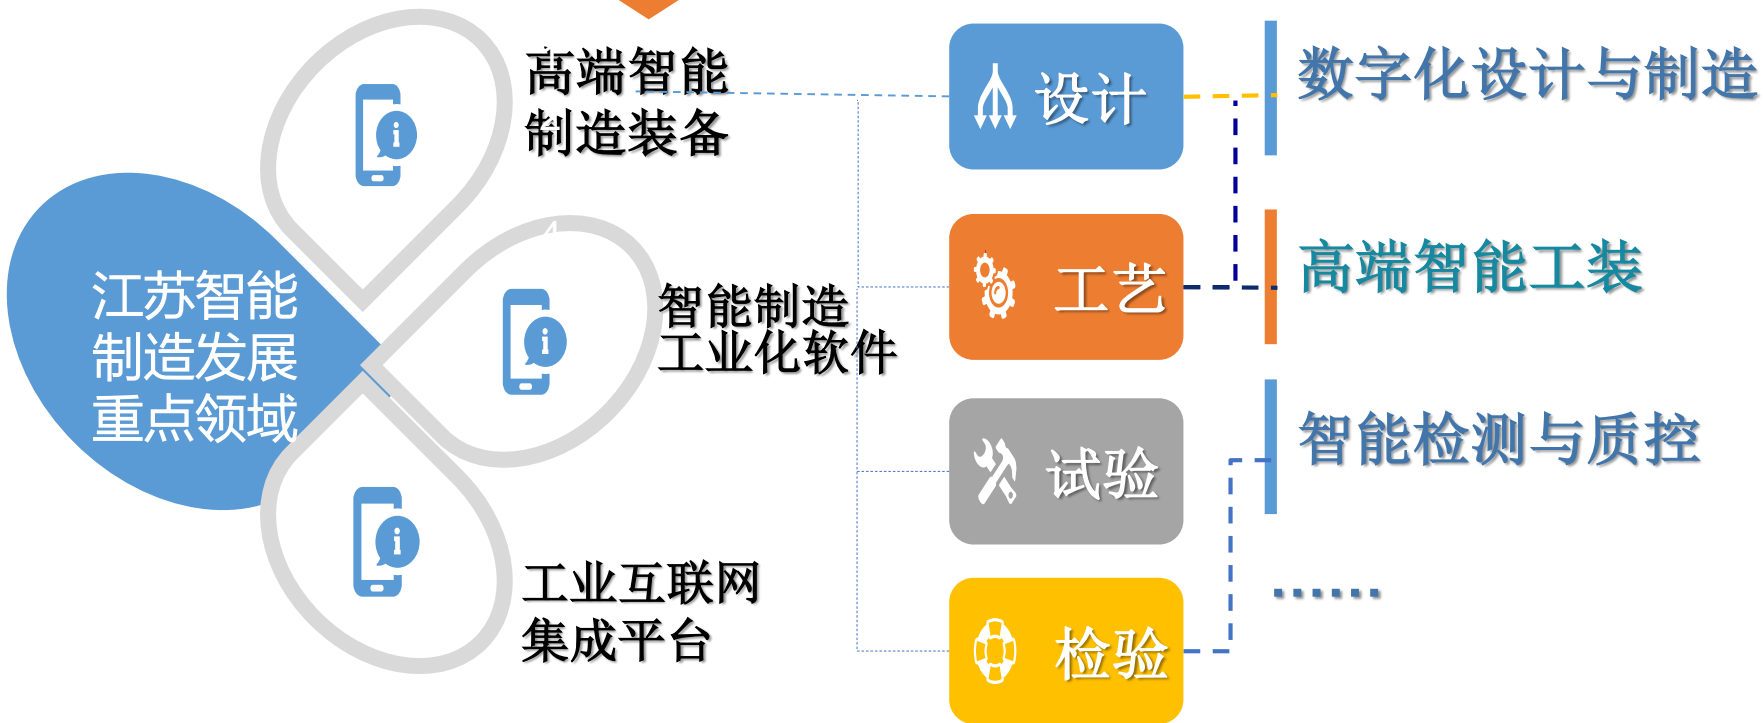 江苏智能
制造发展
重点领域
高端智能
制造装备
智能制造
工业化软件
工业互联网
集成平台
设计
工艺
试验
检验
数字化设计与制造
高端智能工装
智能检测与质控
……